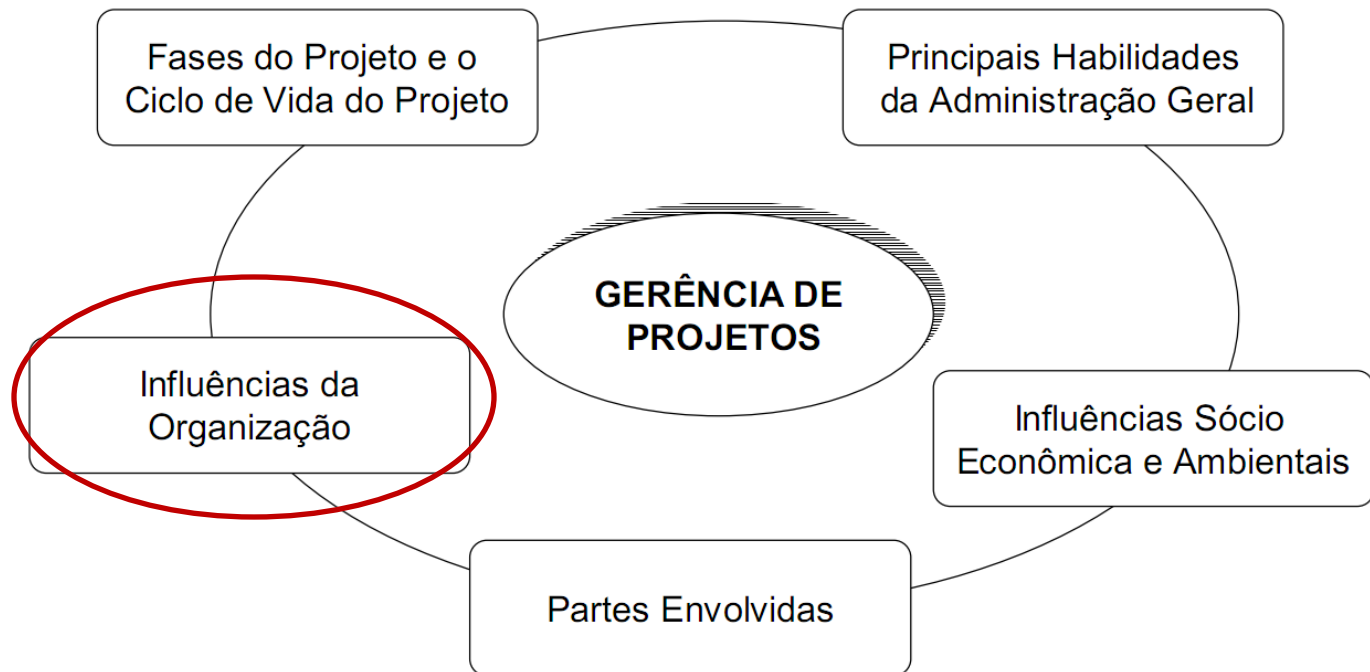 Fases do Projeto e o
Ciclo de Vida do Projeto
Principais Habilidades
da Administração Geral
GERÊNCIA DE
PROJETOS
Influências da
Organização
Influências Sócio
Econômica e Ambientais
Partes Envolvidas